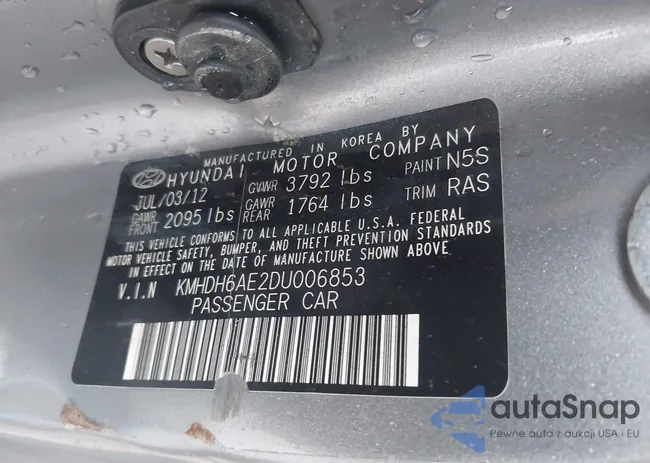 MANUFACTURED IN KOREA BY
HYUNDAI MOTOR COMPANY
JUL/03/12 GVWR 3792 lbs PAINT N5S
GAWR FRONT 2095 lbs GAWR REAR 1764 lbs TRIM RAS
THIS VEHICLE CONFORMS TO ALL APPLICABLE U.S.A. FEDERAL
MOTOR VEHICLE SAFETY, BUMPER, AND THEFT PREVENTION STANDARDS
IN EFFECT ON THE DATE OF MANUFACTURE SHOWN ABOVE.
V.I.N KMHDH6AE2DU006853
PASSENGER CAR
autaSnap
Pewne auta z aukcji USA i EU